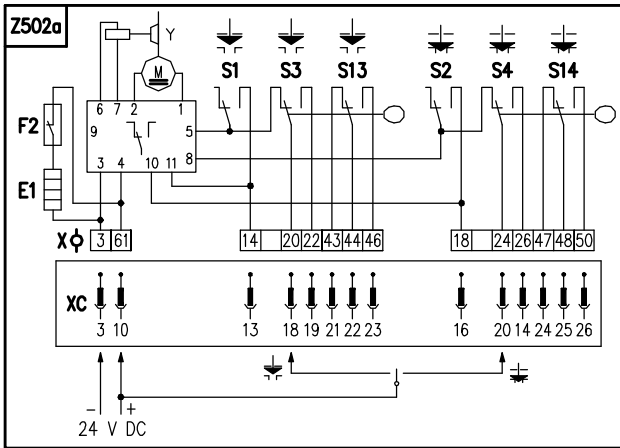 Z502a
Y
M
S1 S3 S13 S2 S4 S14
6 7 2 1
F2
9 5
8
3 4 10 11
E1
X 3 61 14 20 22 43 44 46 18 24 26 47 48 50
XC
3 10 13 18 19 21 22 23 16 20 14 24 25 26
− +
24 V DC